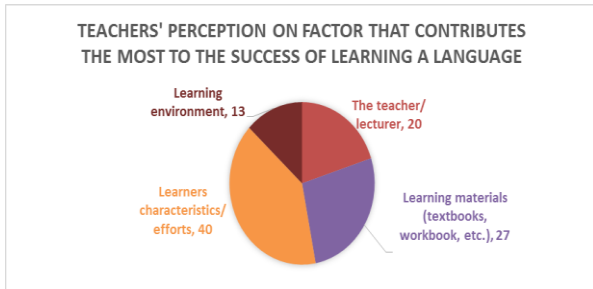 TEACHERS' PERCEPTION ON FACTOR THAT CONTRIBUTES
THE MOST TO THE SUCCESS OF LEARNING A LANGUAGE
Learning
environment, 13
The teacher/
lecturer, 20
Learners
characteristics/
efforts, 40
Learning materials
(textbooks,
workbook, etc.), 27